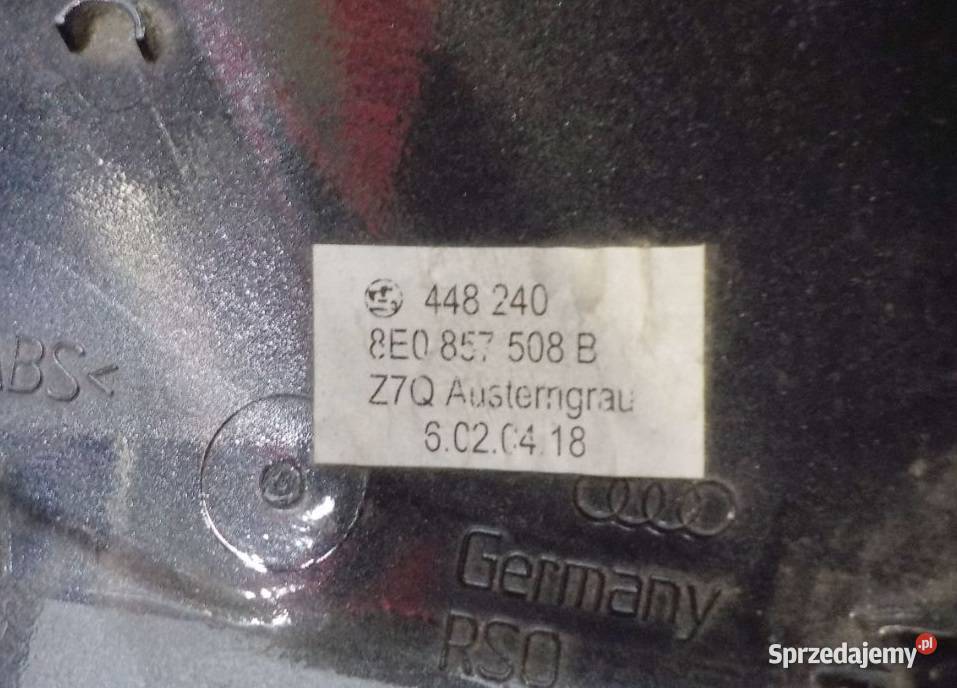 448 240
8E0 857 508 B
Z7Q Austerngrau
6.02.04.18
ABS<
Germany
RSO
Sprzedajemy.pl